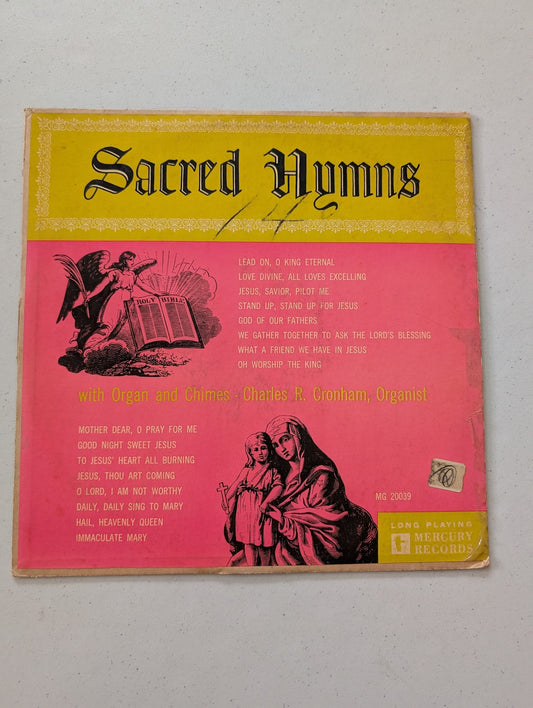 Sacred Hymns
14
HOLY BIBLE
LEAD ON, O KING ETERNAL
LOVE DIVINE, ALL LOVES EXCELLING
JESUS, SAVIOR, PILOT ME
STAND UP, STAND UP FOR JESUS
GOD OF OUR FATHERS
WE GATHER TOGETHER TO ASK THE LORD'S BLESSING
WHAT A FRIEND WE HAVE IN JESUS
OH WORSHIP THE KING
with Organ and Chimes - Charles R. Cronham, Organist
MOTHER DEAR, O PRAY FOR ME
GOOD NIGHT SWEET JESUS
TO JESUS' HEART ALL BURNING
JESUS, THOU ART COMING
O LORD, I AM NOT WORTHY
DAILY, DAILY SING TO MARY
HAIL, HEAVENLY QUEEN
IMMACULATE MARY
MG 20039
LONG PLAYING
MERCURY
RECORDS